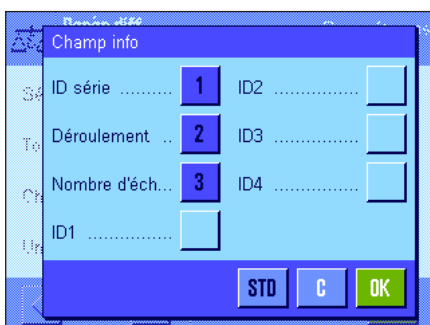 Champ info
ID série .......... 1
Déroulement .. 2
Nombre d'éch... 3
ID1 ...............
ID2 ...............
ID3 ...............
ID4 ...............
STD C OK